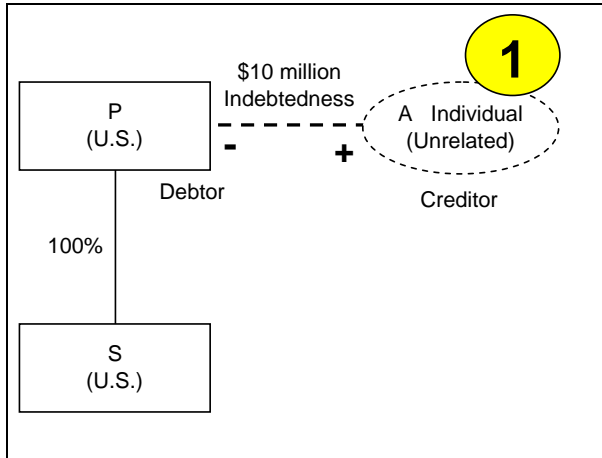 1
$10 million
Indebtedness
P
(U.S.)
A Individual
(Unrelated)
-
+
Debtor
Creditor
100%
S
(U.S.)